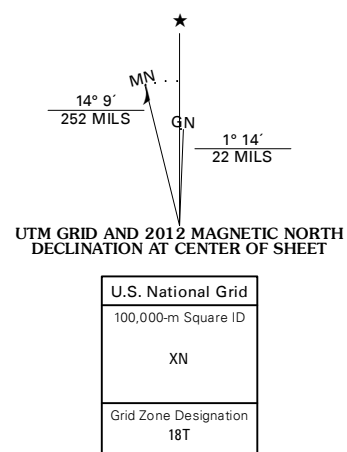 ★
MN
14° 9´
252 MILS
GN
1° 14´
22 MILS
UTM GRID AND 2012 MAGNETIC NORTH
DECLINATION AT CENTER OF SHEET
U.S. National Grid
100,000-m Square ID
XN
Grid Zone Designation
18T